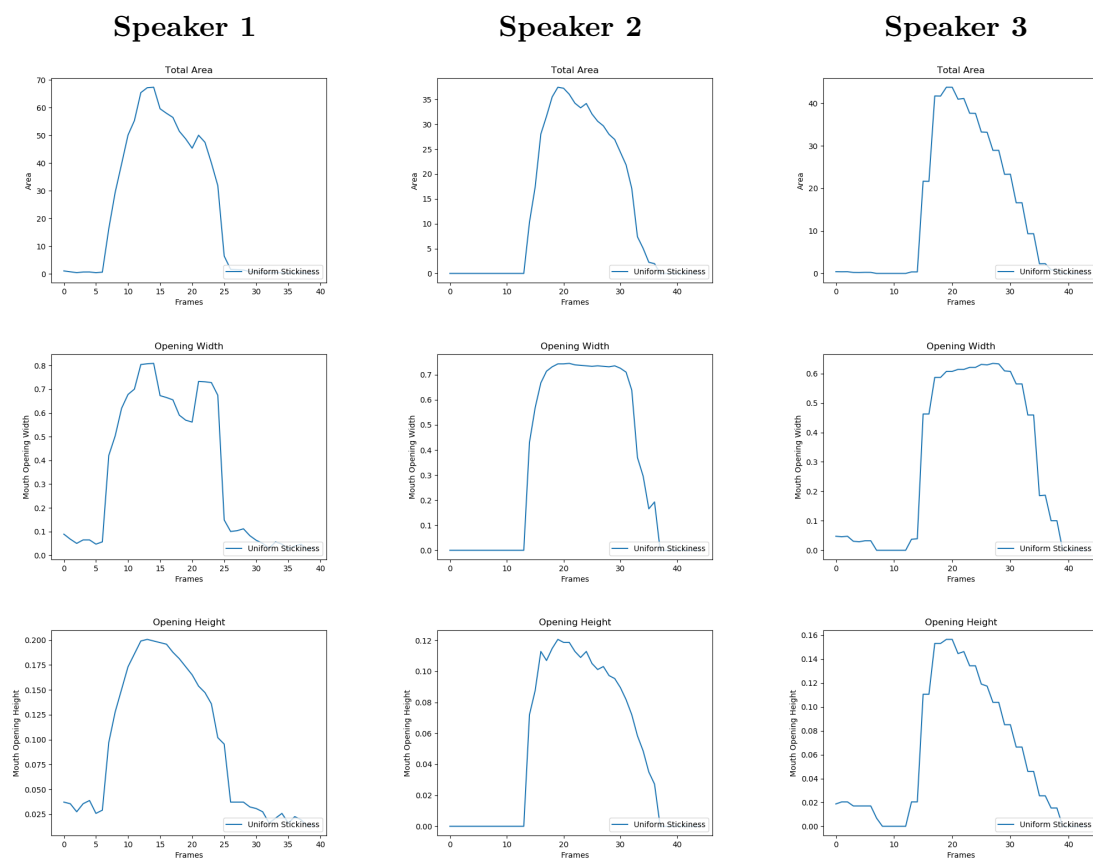 Speaker 1 Speaker 2 Speaker 3
Total Area
Area
70
60
50
40
30
20
10
0
0 5 10 15 20 25 30 35 40
Frames
Uniform Stickiness
Total Area
Area
35
30
25
20
15
10
5
0
0 10 20 30 40
Frames
Uniform Stickiness
Total Area
Area
40
30
20
10
0
0 10 20 30 40
Frames
Uniform Stickiness
Opening Width
Mouth Opening Width
0.8
0.7
0.6
0.5
0.4
0.3
0.2
0.1
0.0
0 5 10 15 20 25 30 35 40
Frames
Uniform Stickiness
Opening Width
Mouth Opening Width
0.7
0.6
0.5
0.4
0.3
0.2
0.1
0.0
0 10 20 30 40
Frames
Uniform Stickiness
Opening Width
Mouth Opening Width
0.6
0.5
0.4
0.3
0.2
0.1
0.0
0 10 20 30 40
Frames
Uniform Stickiness
Opening Height
Mouth Opening Height
0.200
0.175
0.150
0.125
0.100
0.075
0.050
0.025
0 5 10 15 20 25 30 35 40
Frames
Uniform Stickiness
Opening Height
Mouth Opening Height
0.12
0.10
0.08
0.06
0.04
0.02
0.00
0 10 20 30 40
Frames
Uniform Stickiness
Opening Height
Mouth Opening Height
0.16
0.14
0.12
0.10
0.08
0.06
0.04
0.02
0.00
0 10 20 30 40
Frames
Uniform Stickiness